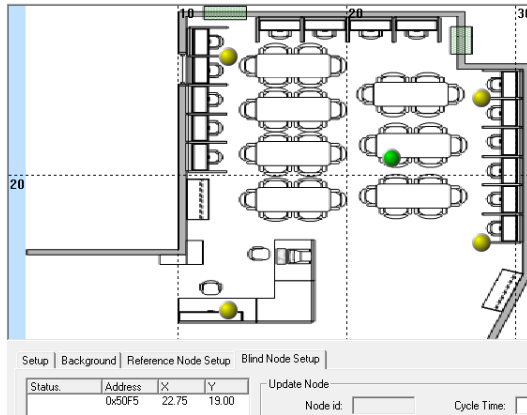 10 20 30
20
Setup Background Reference Node Setup Blind Node Setup
Status. Address X Y Update Node
0x50F5 22.75 19.00 Node id: Cycle Time: